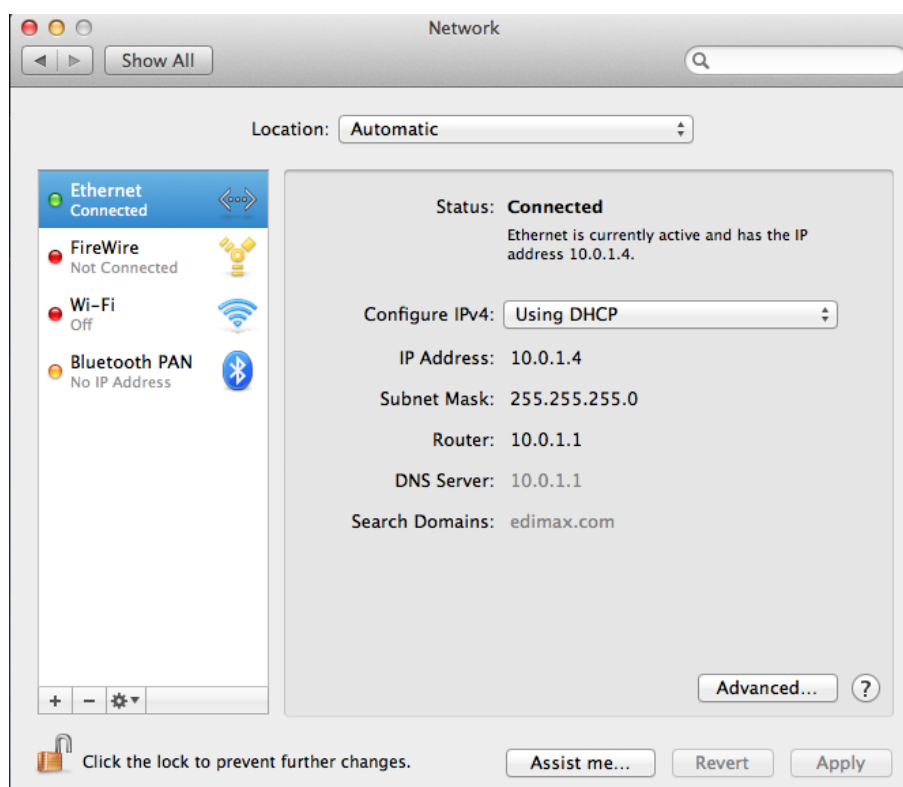 Network
Show All
Location: Automatic
Ethernet
Connected
FireWire
Not Connected
Wi-Fi
Off
Bluetooth PAN
No IP Address
Status: Connected
Ethernet is currently active and has the IP
address 10.0.1.4.
Configure IPv4: Using DHCP
IP Address: 10.0.1.4
Subnet Mask: 255.255.255.0
Router: 10.0.1.1
DNS Server: 10.0.1.1
Search Domains: edimax.com
Advanced... ?
Click the lock to prevent further changes.
Assist me... Revert Apply